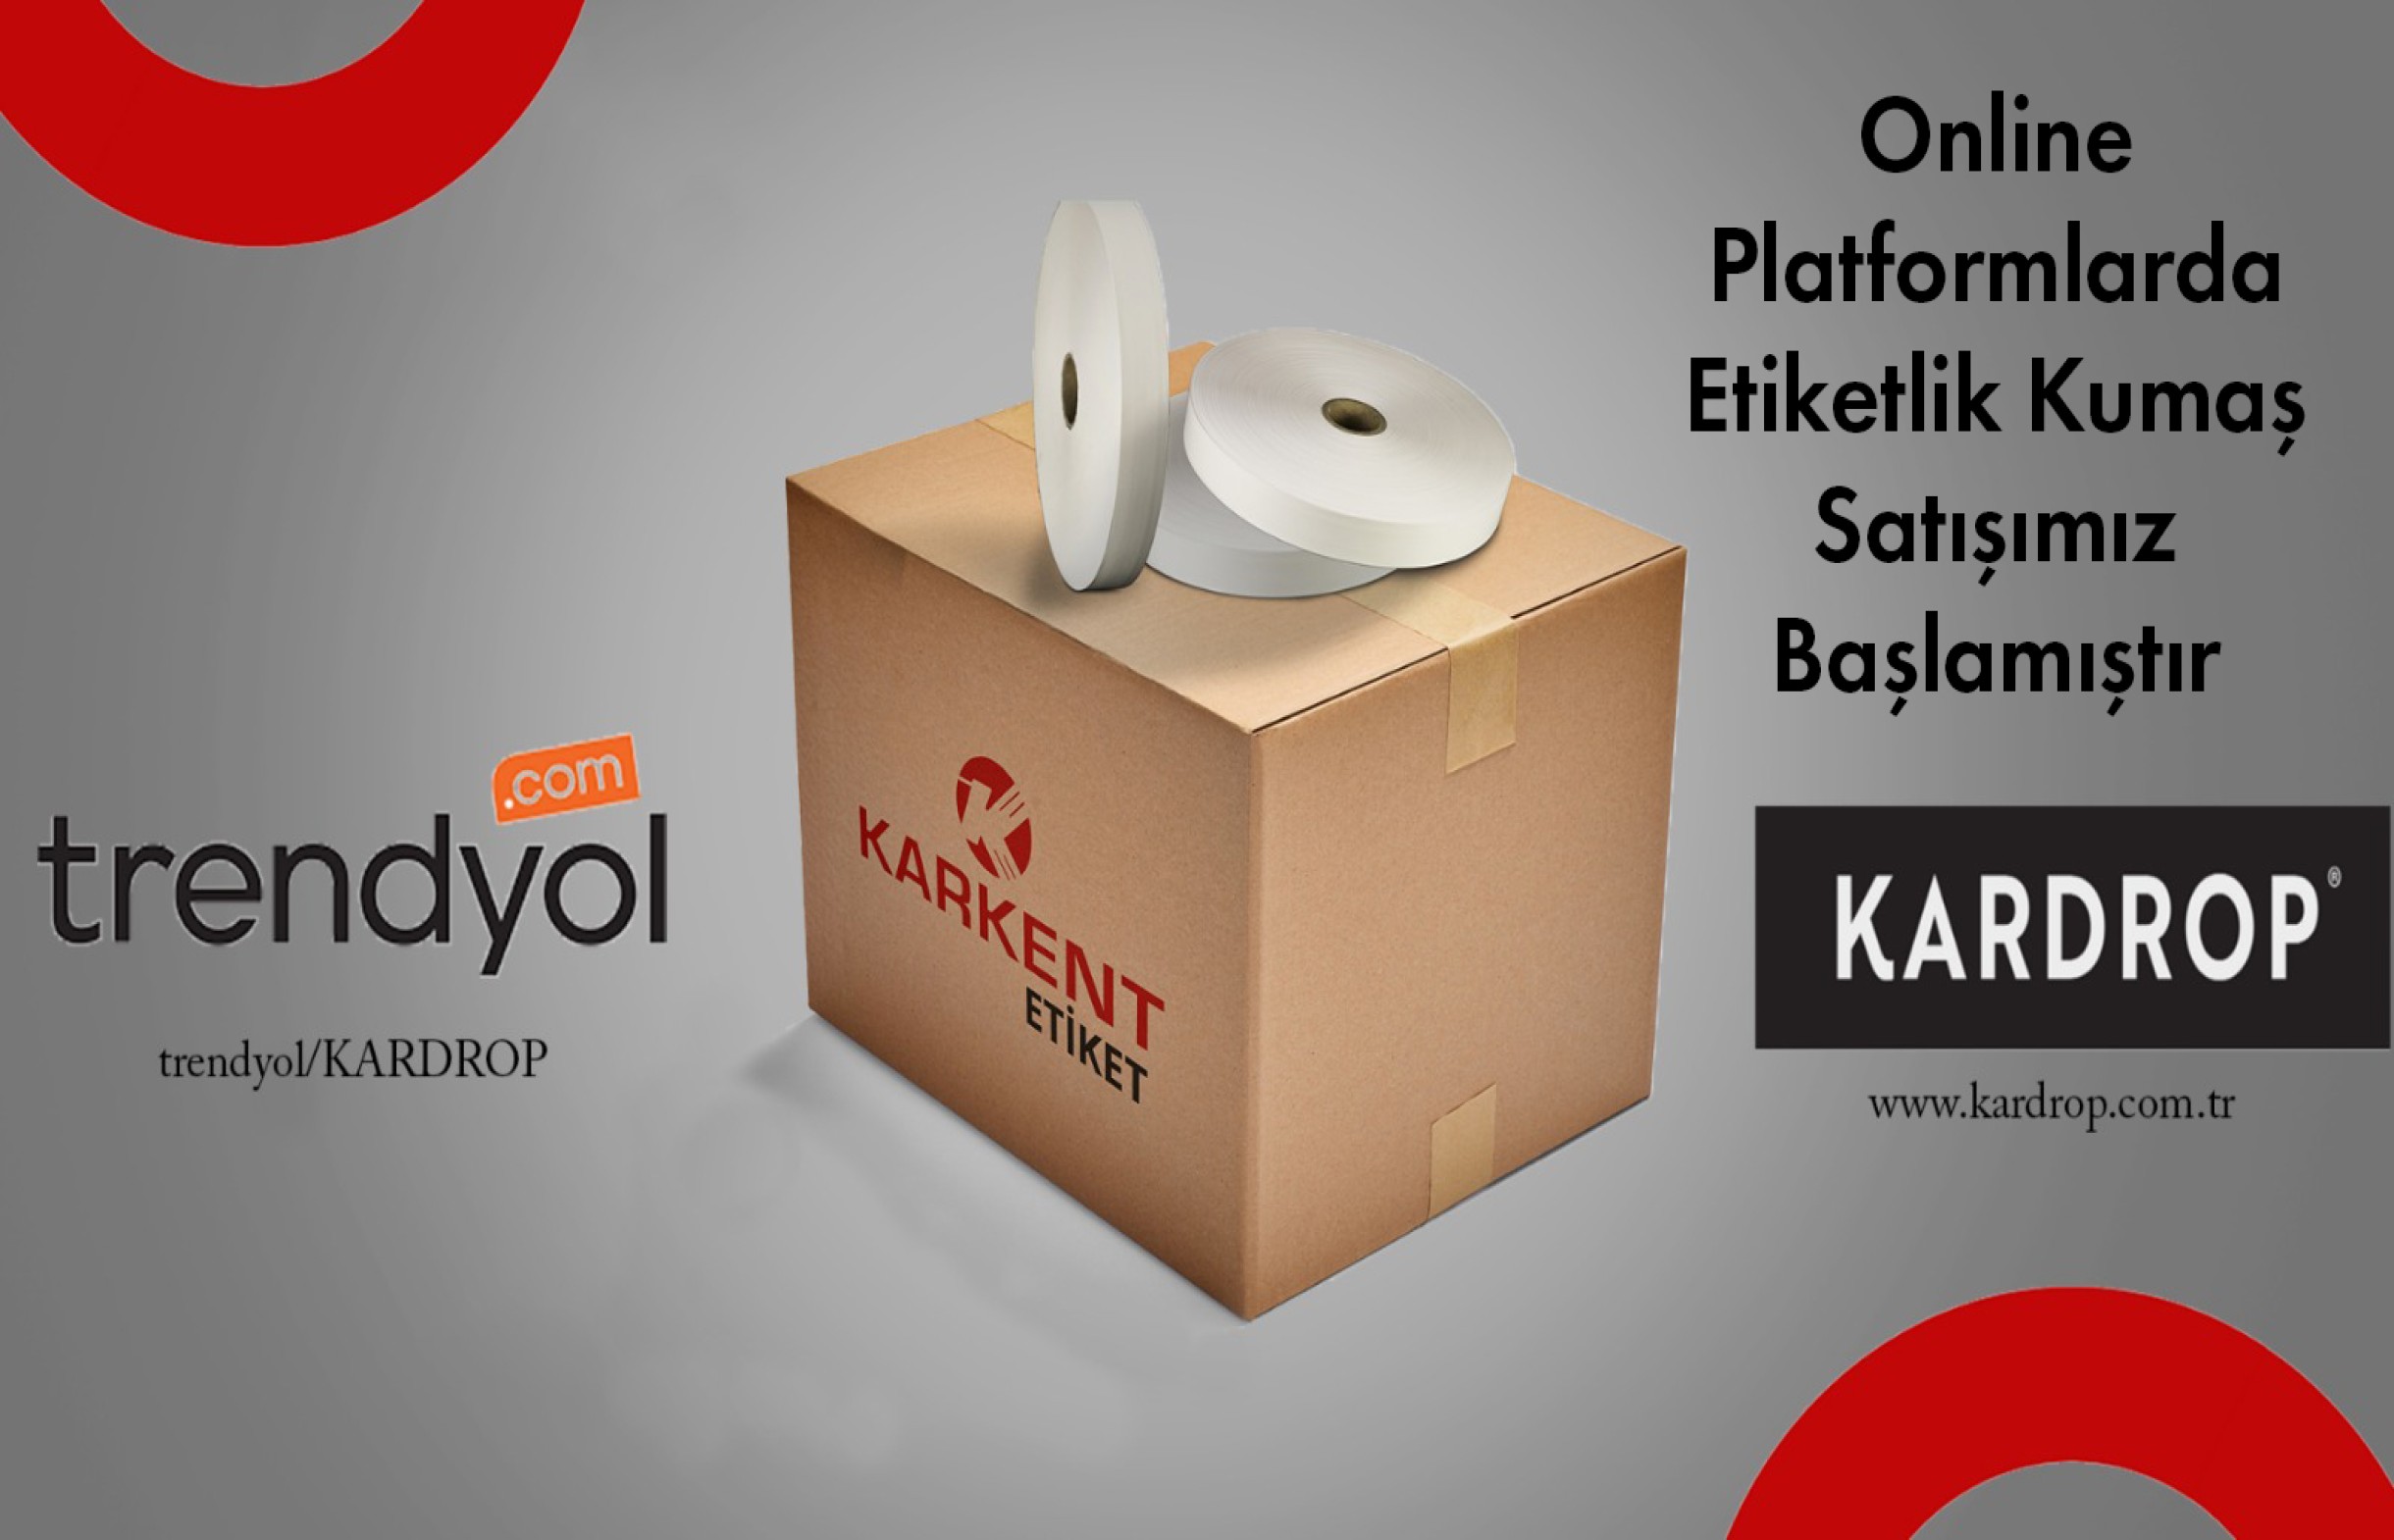 Online
Platformlarda
Etiketlik Kumaş
Satışımız
Başlamıştır
.com
trendyol
trendyol/KARDROP
KARKENT
ETİKET
KARDROP®
www.kardrop.com.tr